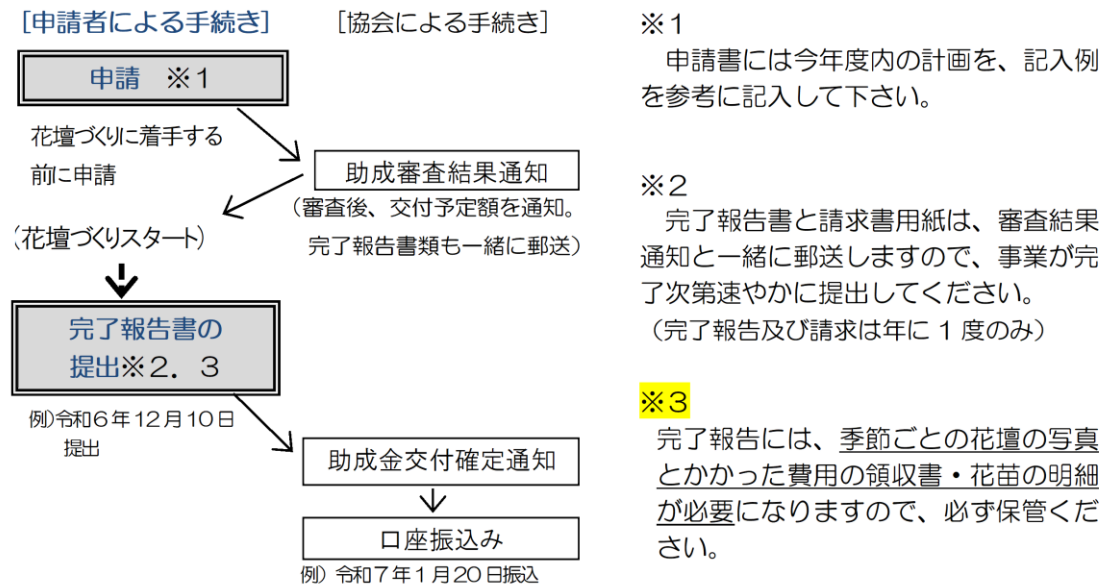 [申請者による手続き]
[協会による手続き]
申請　※１
花壇づくりに着手する
前に申請
助成審査結果通知
（審査後、交付予定額を通知。
完了報告書類も一緒に郵送）
（花壇づくりスタート）
完了報告書の
提出※２．３
例）令和６年１２月１０日
提出
助成金交付確定通知
口座振込み
例）令和７年１月２０日振込
※１
申請書には今年度内の計画を、記入例
を参考に記入して下さい。
※２
完了報告書と請求書用紙は、審査結果
通知と一緒に郵送しますので、事業が完
了次第速やかに提出してください。
（完了報告及び請求は年に１度のみ）
※３
完了報告には、季節ごとの花壇の写真
とかかった費用の領収書・花苗の明細
が必要になりますので、必ず保管くだ
さい。